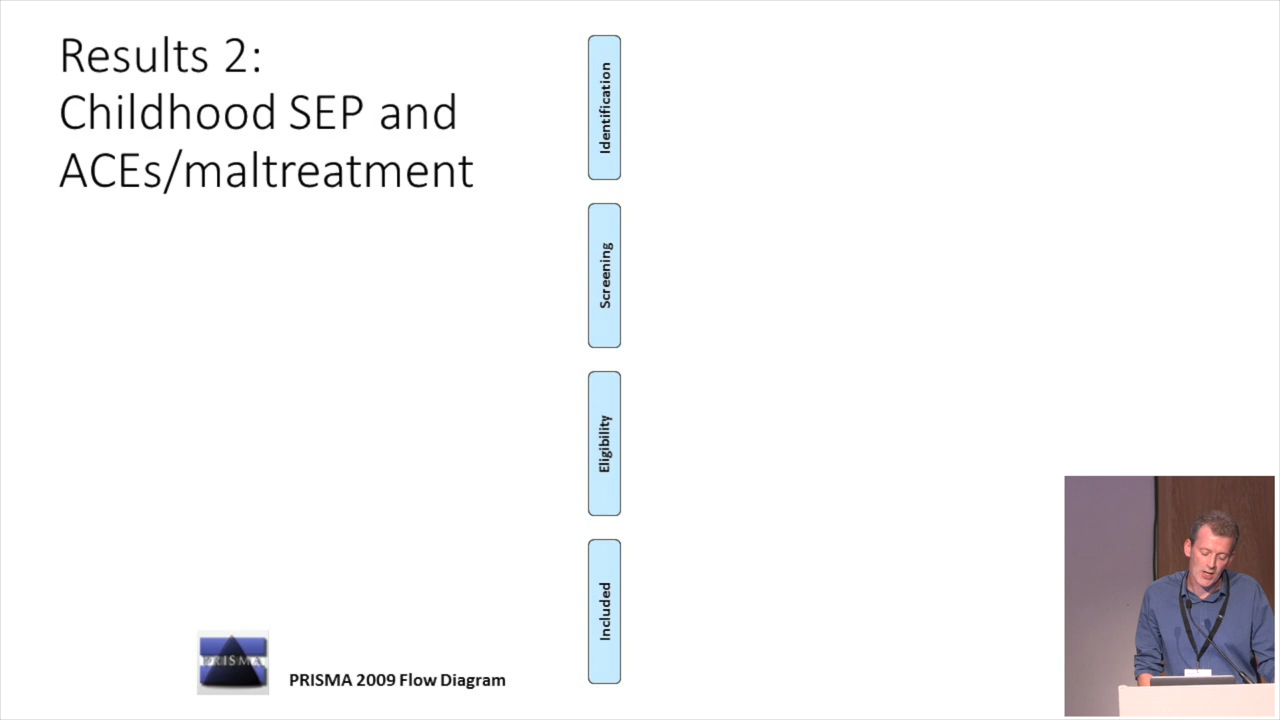 Results 2:
Childhood SEP and
ACEs/maltreatment
Identification
Screening
Eligibility
Included
PRISMA
PRISMA 2009 Flow Diagram